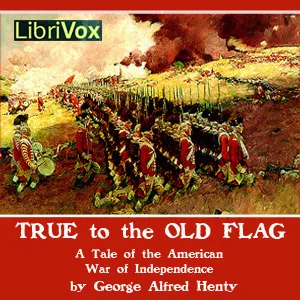 LibriVox
TRUE to the OLD FLAG
A Tale of the American
War of Independence
by George Alfred Henty